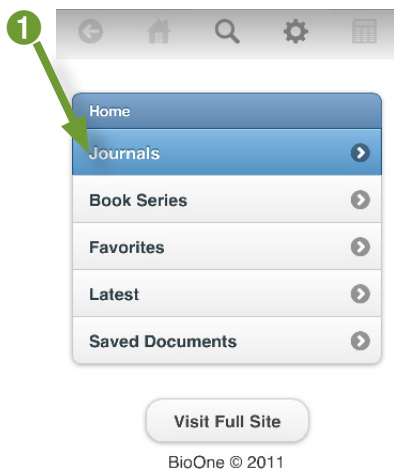 1
Home
Journals
Book Series
Favorites
Latest
Saved Documents
Visit Full Site
BioOne © 2011